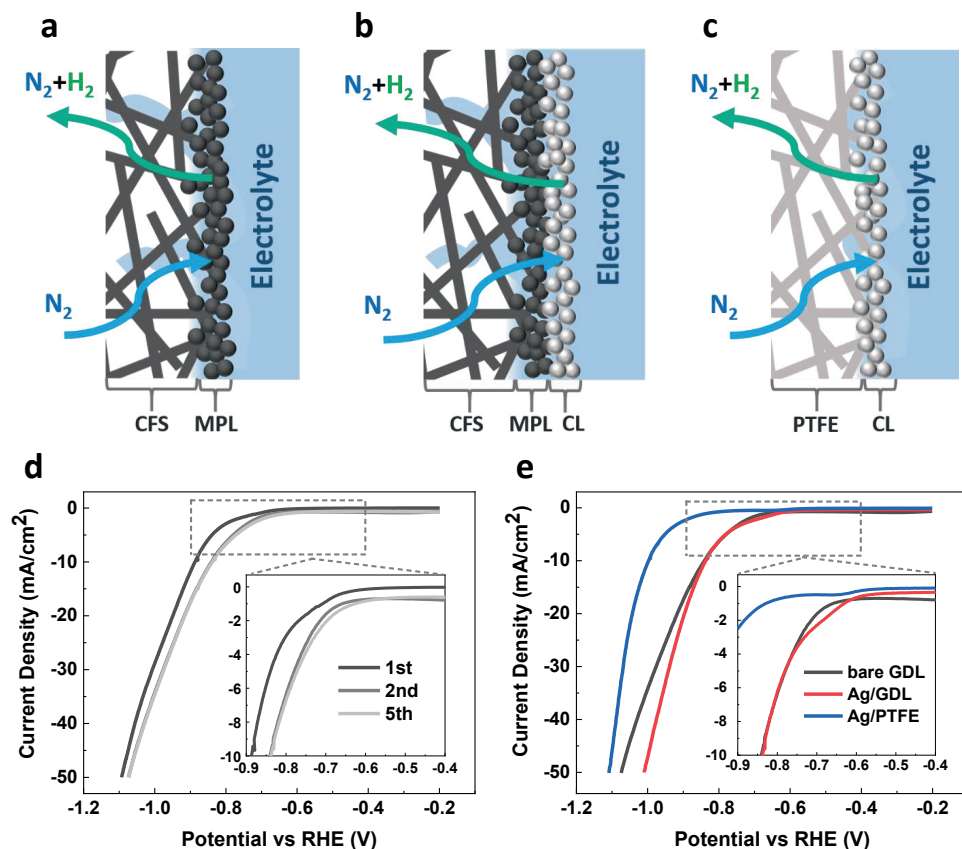 a
N2+H2
N2
Electrolyte
CFS
MPL
b
N2+H2
N2
Electrolyte
CFS
MPL
CL
c
N2+H2
N2
Electrolyte
PTFE
CL
d
Current Density (mA/cm2)
0
-10
-20
-30
-40
-50
-1.2
-1.0
-0.8
-0.6
-0.4
-0.2
Potential vs RHE (V)
0
-2
-4
-6
-8
-10
-0.9
-0.8
-0.7
-0.6
-0.5
-0.4
1st
2nd
5th
e
Current Density (mA/cm2)
0
-10
-20
-30
-40
-50
-1.2
-1.0
-0.8
-0.6
-0.4
-0.2
Potential vs RHE (V)
0
-2
-4
-6
-8
-10
-0.9
-0.8
-0.7
-0.6
-0.5
-0.4
bare GDL
Ag/GDL
Ag/PTFE